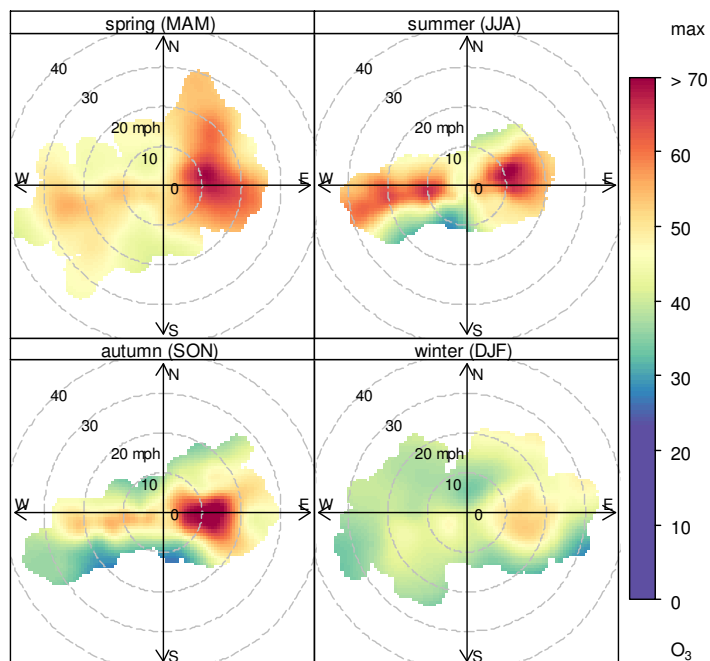 spring (MAM)
N
40
30
20 mph
10
0
W
E
S
summer (JJA)
N
40
30
20 mph
10
0
W
E
S
autumn (SON)
N
40
30
20 mph
10
0
W
E
S
winter (DJF)
N
40
30
20 mph
10
0
W
E
S
max
> 70
60
50
40
30
20
10
0
O₃